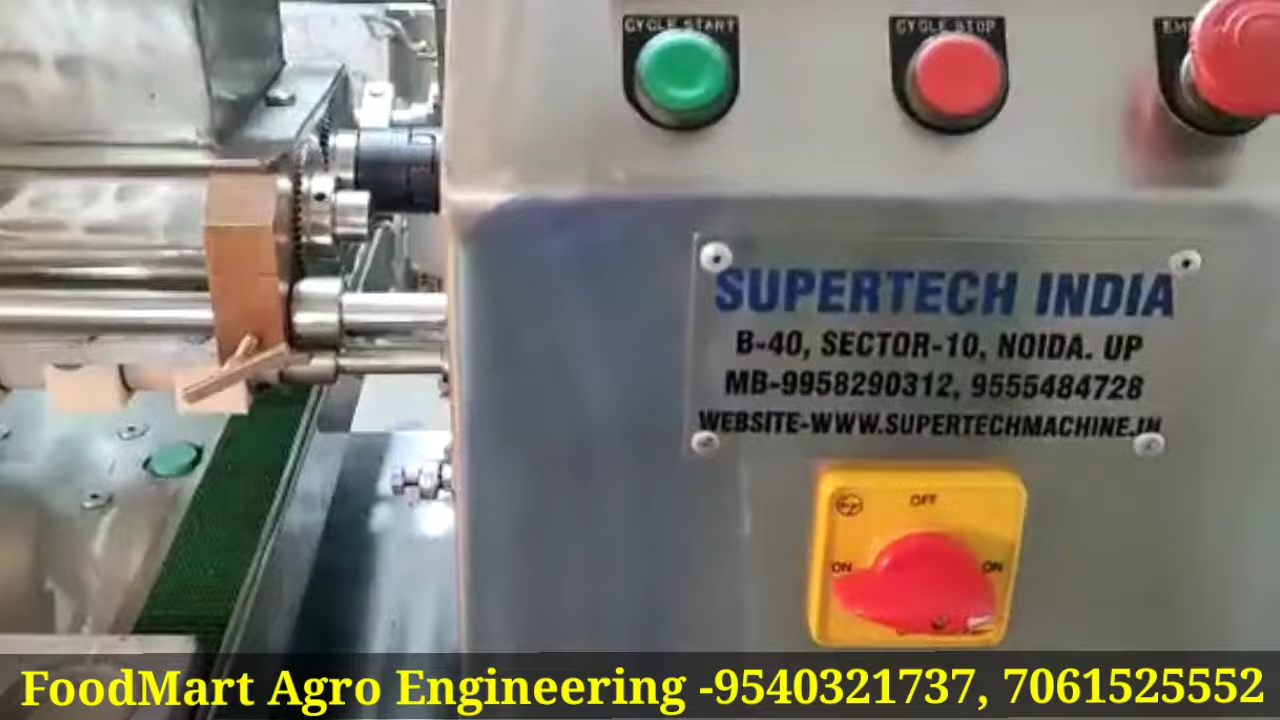 CYCLE START
CYCLE STOP
SUPERTECH INDIA
B-40, SECTOR-10, NOIDA. UP
MB-9958290312, 9555484728
WEBSITE-WWW.SUPERTECHMACHINE.IN
OFF
ON ON
FoodMart Agro Engineering -9540321737, 7061525552